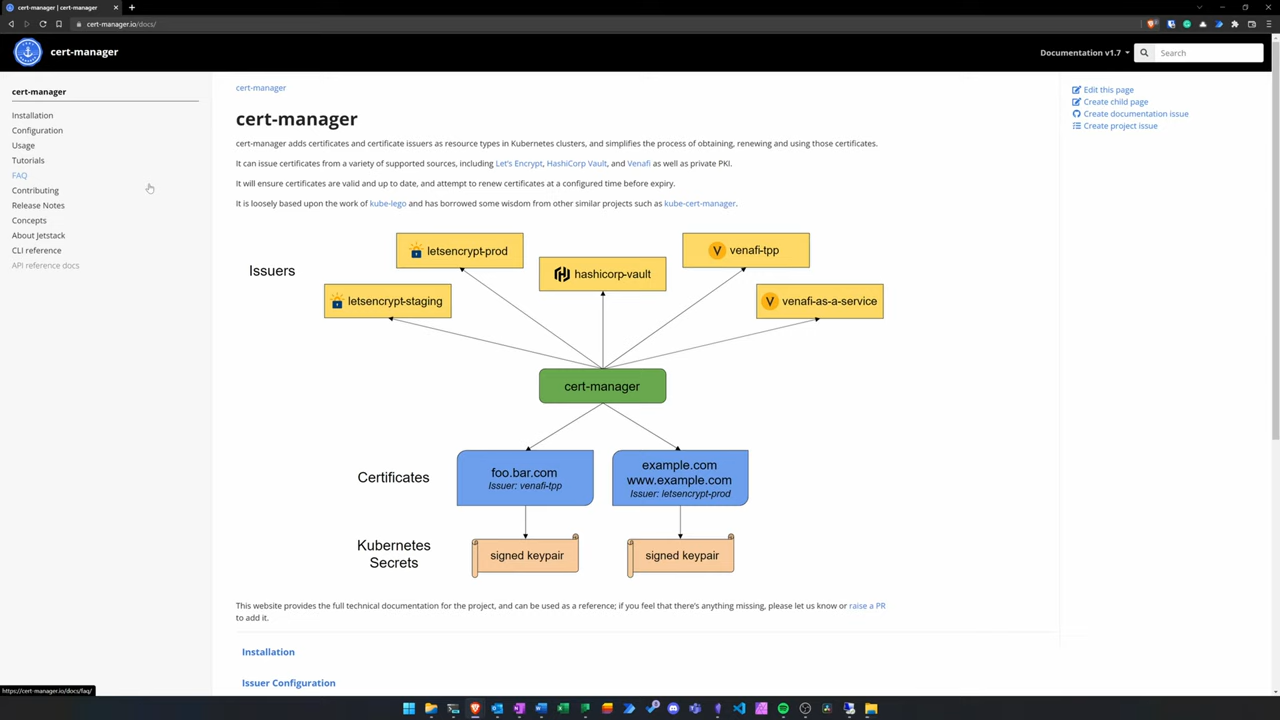 cert-manager | cert-manager
cert-manager.io/docs/
cert-manager
Documentation v1.7
Search
cert-manager
Installation
Configuration
Usage
Tutorials
FAQ
Contributing
Release Notes
Concepts
About Jetstack
CLI reference
API reference docs
cert-manager
cert-manager
cert-manager adds certificates and certificate issuers as resource types in Kubernetes clusters, and simplifies the process of obtaining, renewing and using those certificates.
It can issue certificates from a variety of supported sources, including Let's Encrypt, HashiCorp Vault, and Venafi as well as private PKI.
It will ensure certificates are valid and up to date, and attempt to renew certificates at a configured time before expiry.
It is loosely based upon the work of kube-lego and has borrowed some wisdom from other similar projects such as kube-cert-manager.
Issuers
letsencrypt-prod
venafi-tpp
hashicorp-vault
letsencrypt-staging
venafi-as-a-service
cert-manager
Certificates
foo.bar.com
Issuer: venafi-tpp
example.com
www.example.com
Issuer: letsencrypt-prod
Kubernetes
Secrets
signed keypair
signed keypair
This website provides the full technical documentation for the project, and can be used as a reference; if you feel that there's anything missing, please let us know or raise a PR
to add it.
Installation
Issuer Configuration
Edit this page
Create child page
Create documentation issue
Create project issue
https://cert-manager.io/docs/faq/